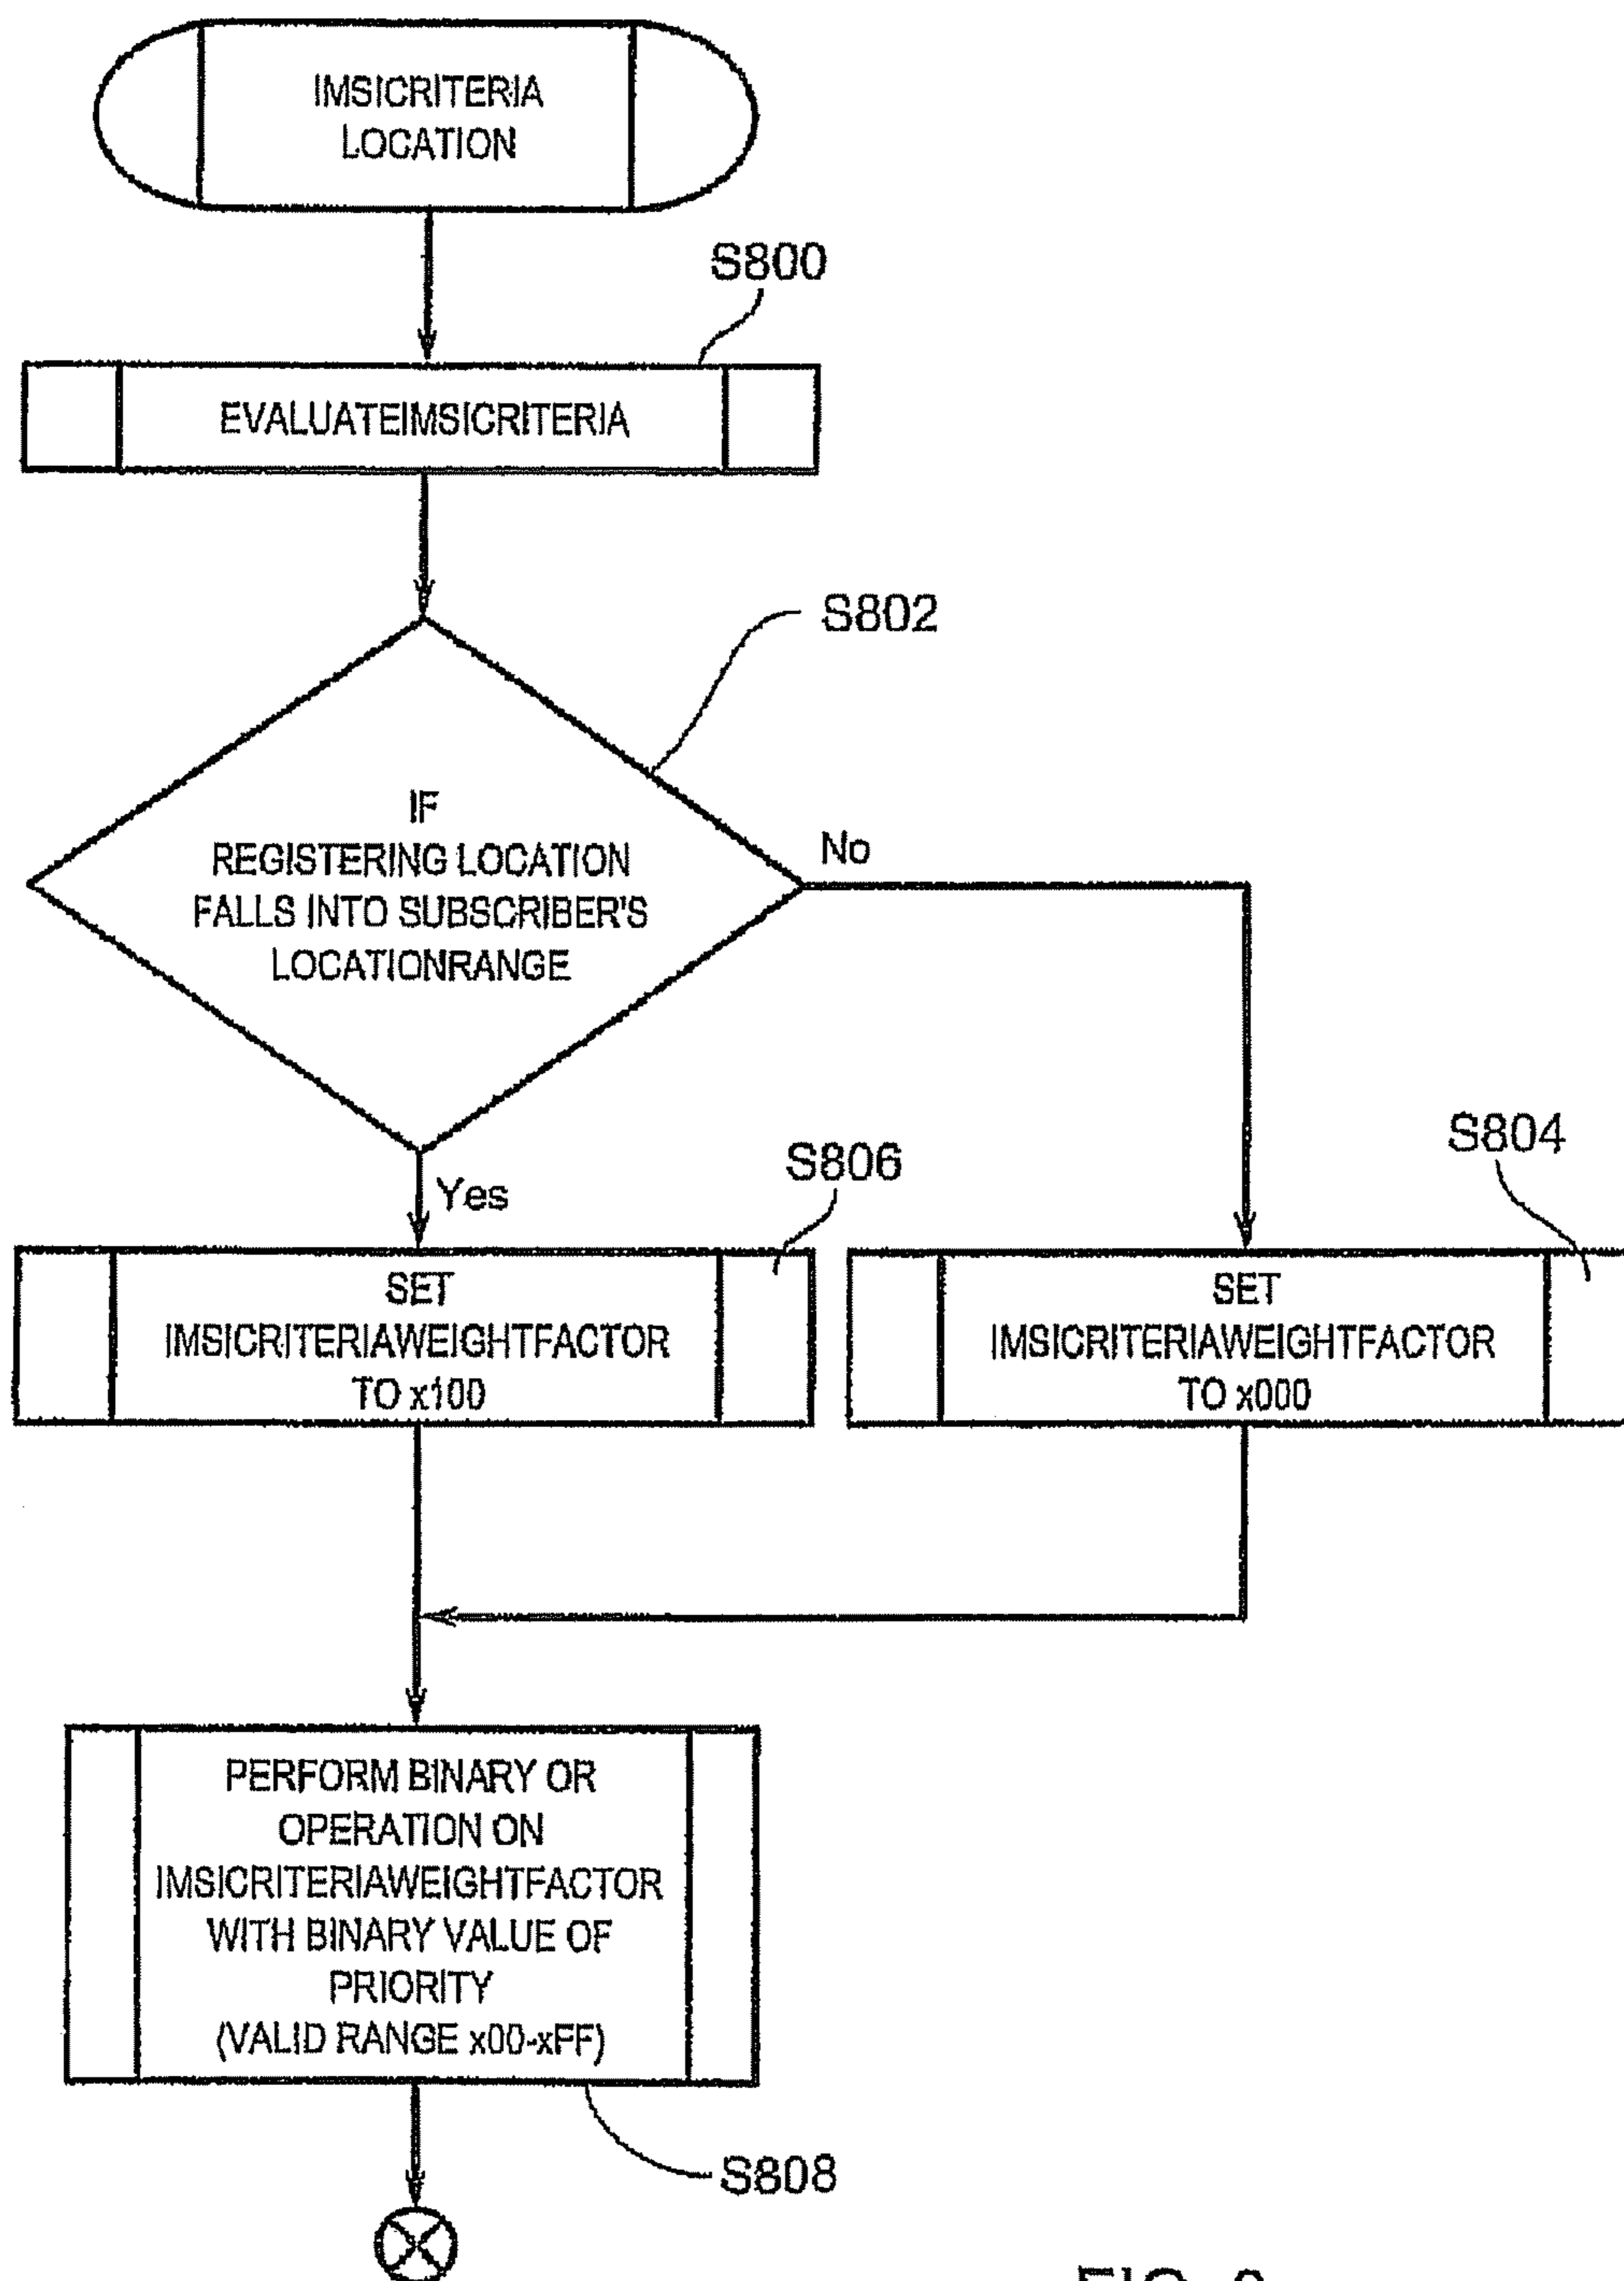 IMSICRITERIA
LOCATION
S800
EVALUATEIMSICRITERIA
S802
IF
REGISTERING LOCATION
FALLS INTO SUBSCRIBER'S
LOCATIONRANGE
No
Yes
S806
S804
SET
IMSICRITERIAWEIGHTFACTOR
TO x100
SET
IMSICRITERIAWEIGHTFACTOR
TO x000
PERFORM BINARY OR
OPERATION ON
IMSICRITERIAWEIGHTFACTOR
WITH BINARY VALUE OF
PRIORITY
(VALID RANGE x00-xFF)
S808
FIG.